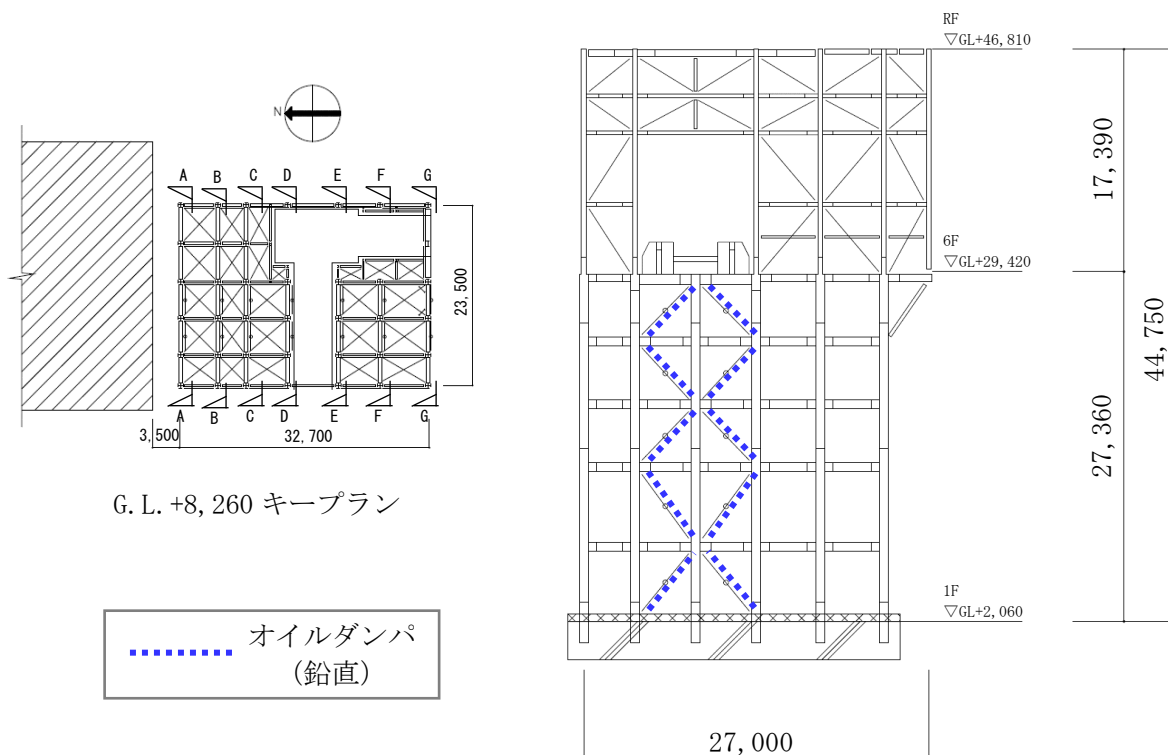 N
A B C D E F G
A B C D E F G
23,500
3,500
32,700
G.L.+8,260 キープラン
オイルダンパ
(鉛直)
RF
▽GL+46,810
17,390
6F
▽GL+29,420
44,750
27,360
1F
▽GL+2,060
27,000